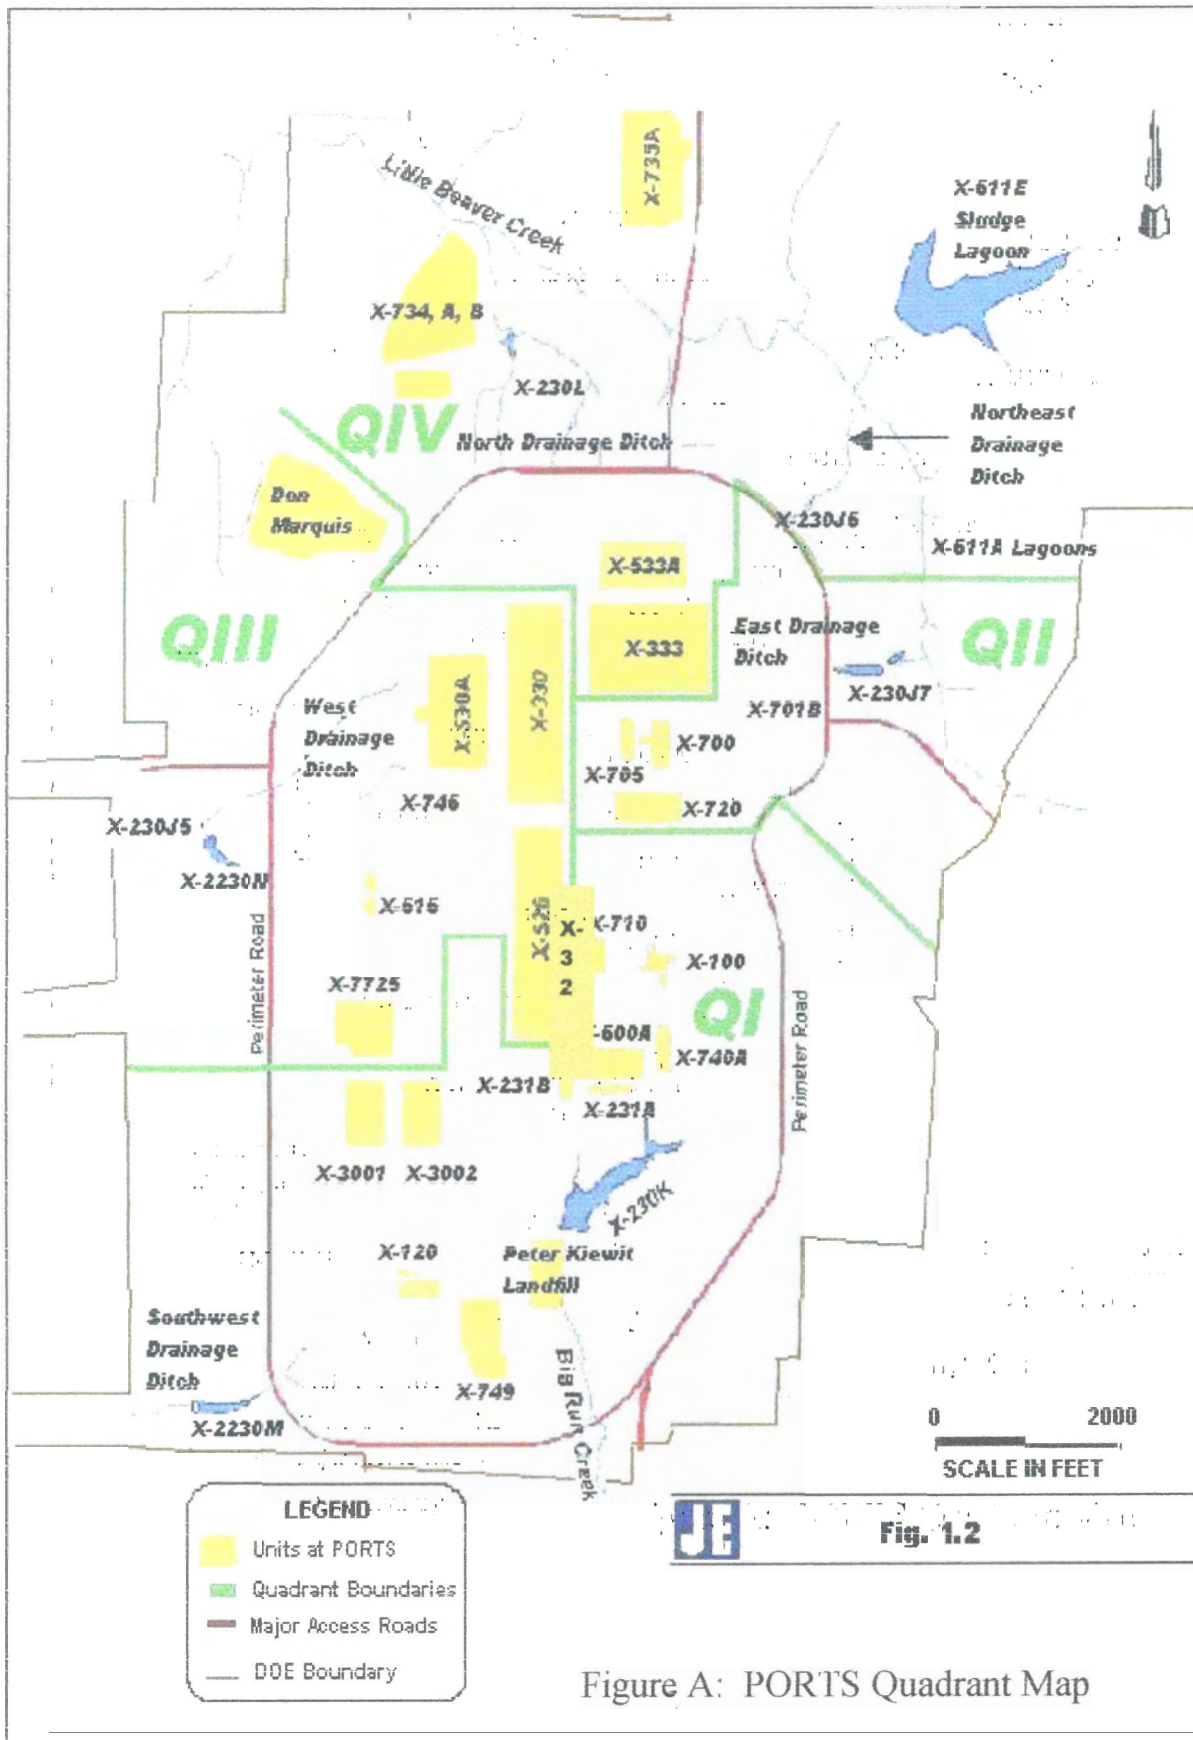 X-735A
Little Beaver Creek
X-611E
Sludge
Lagoon
X-734, A, B
X-230L
QIV
North Drainage Ditch
Northeast
Drainage
Ditch
Don
Marquis
X-230J6
X-611A Lagoons
X-533A
QIII
X-333
East Drainage
Ditch
QII
X-230J7
X-330
X-530A
West
Drainage
Ditch
X-701B
X-700
X-705
X-746
X-720
X-230J5
X-2230N
X-616
X-326
X-
3
2
X-710
X-100
X-7725
QI
Perimeter Road
Perimeter Road
X-600A
X-740A
X-231B
X-231A
X-3001
X-3002
X-230K
X-120
Peter Kiewit
Landfill
Southwest
Drainage
Ditch
X-749
Big Run Creek
X-2230M
0 2000
SCALE IN FEET
LEGEND
Units at PORTS
Quadrant Boundaries
Major Access Roads
DOE Boundary
JE
Fig. 1.2
Figure A: PORTS Quadrant Map